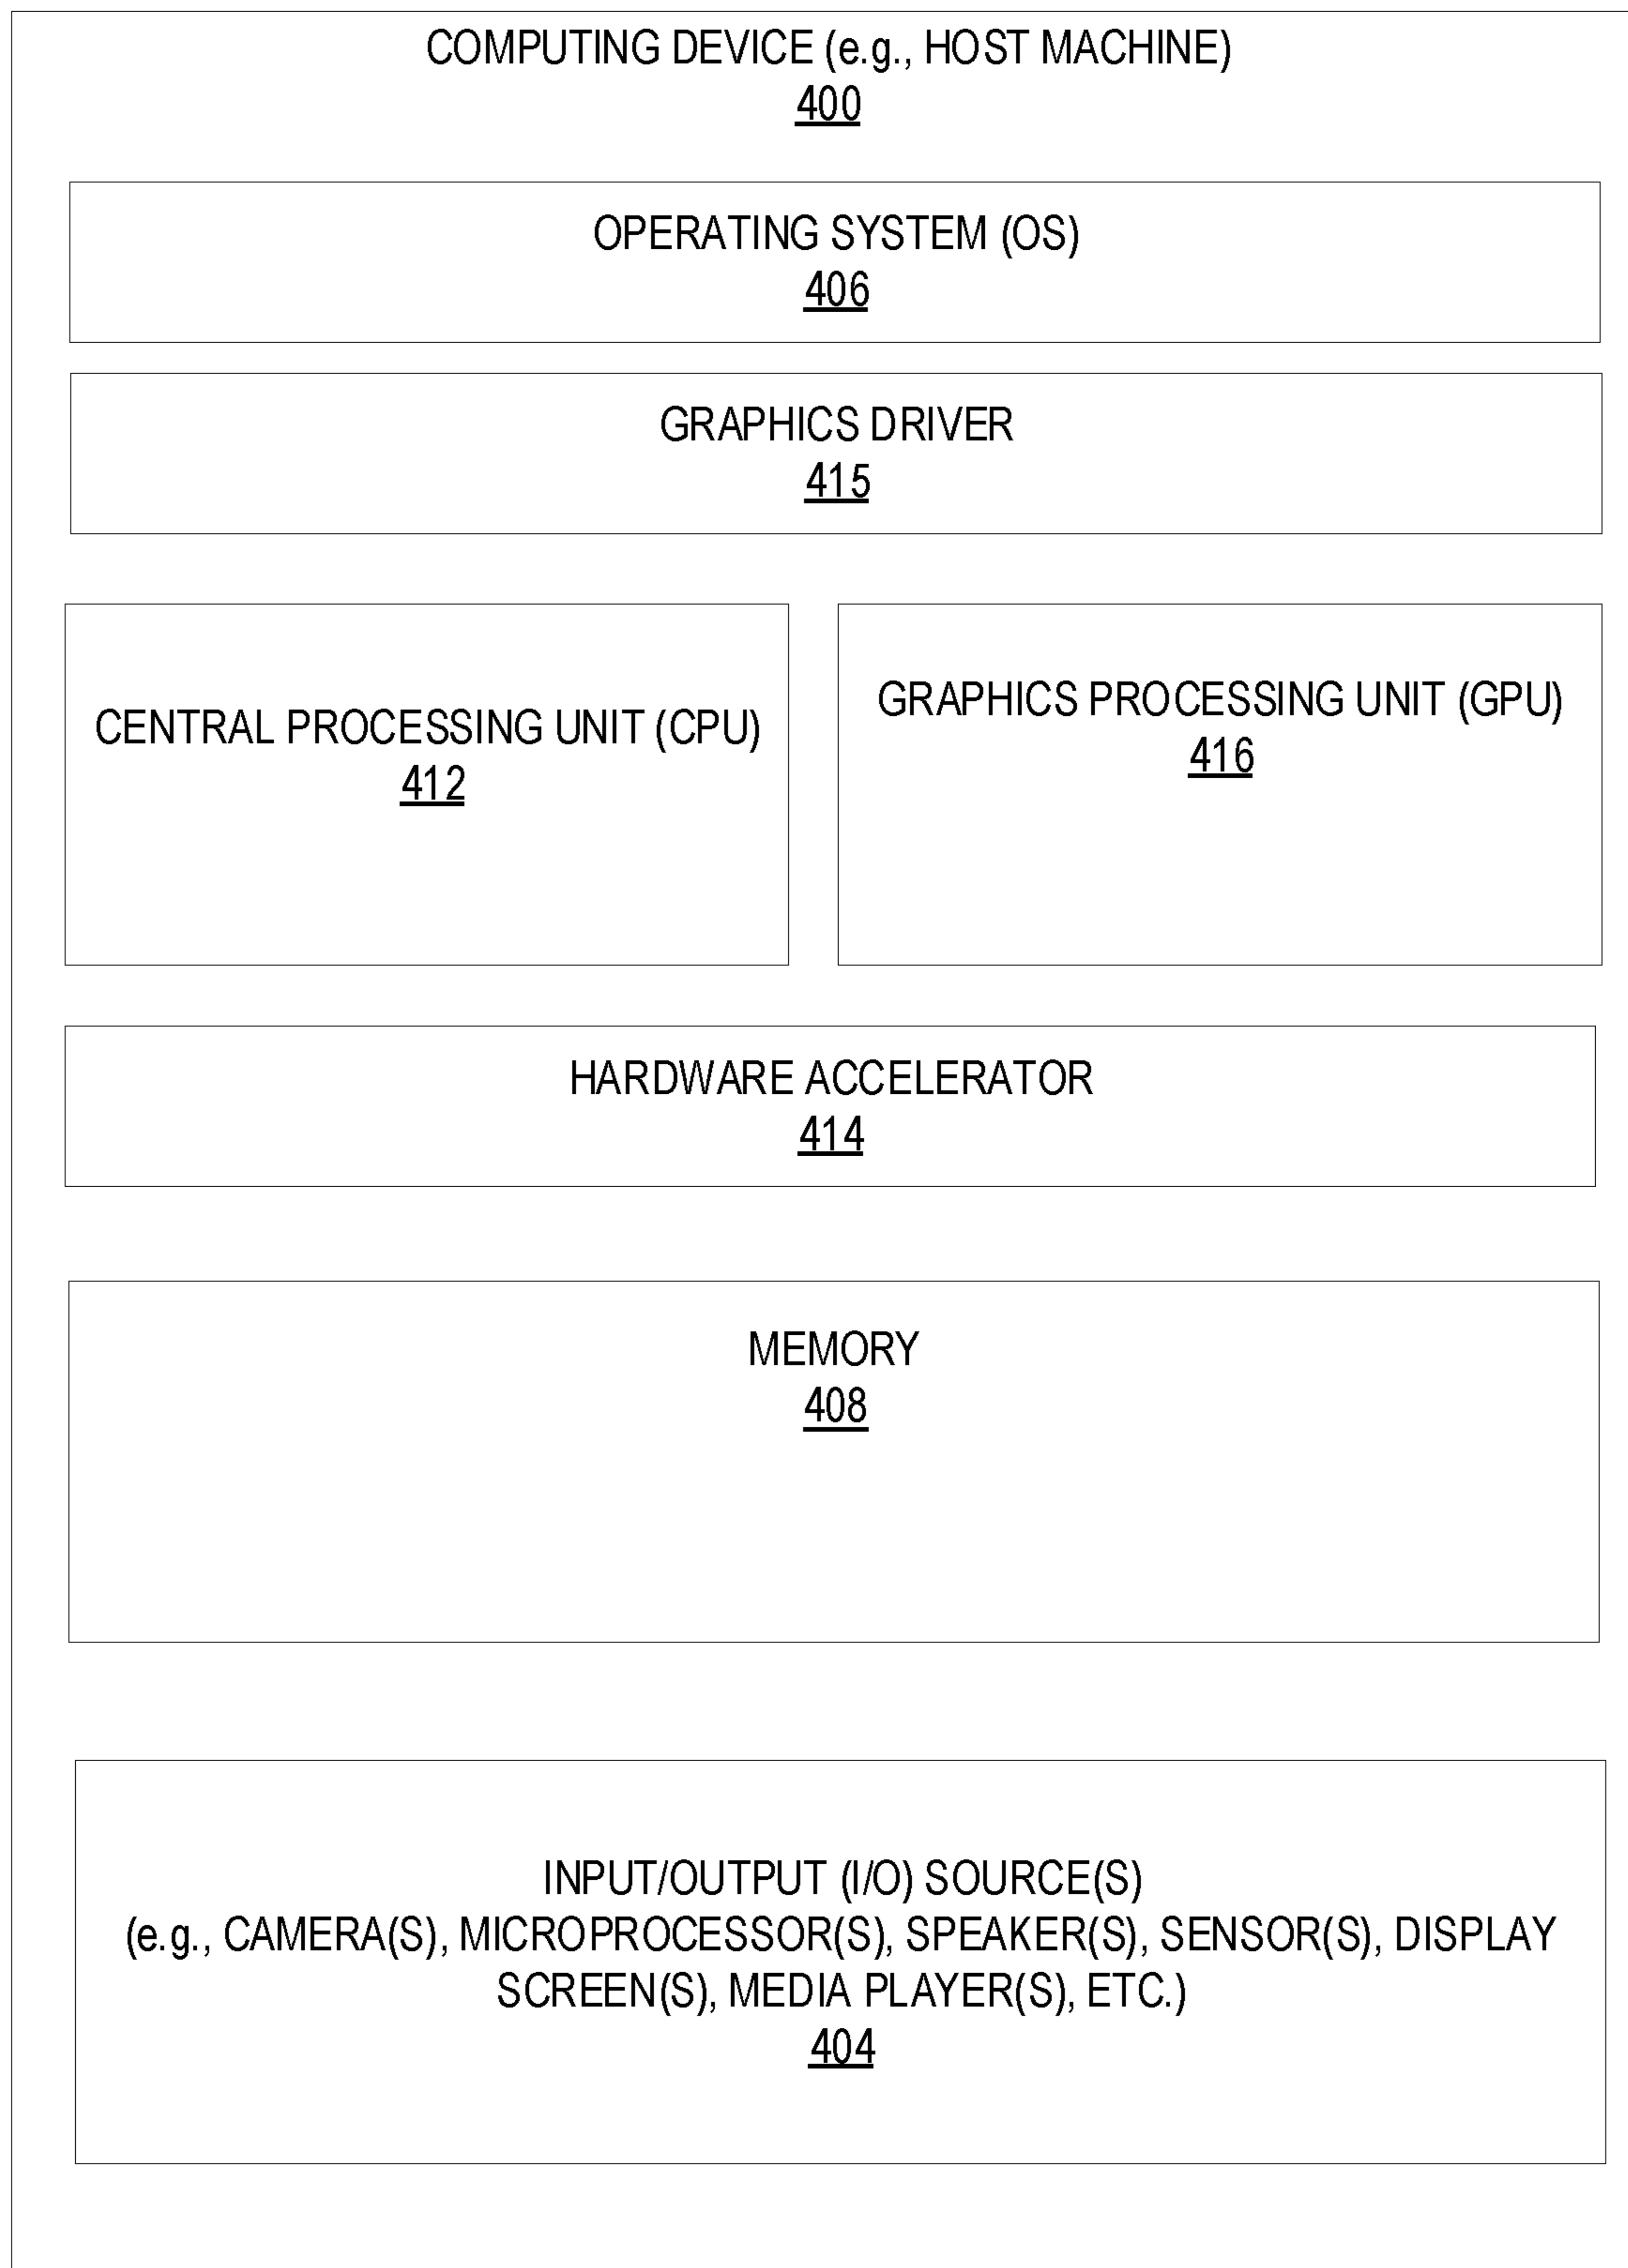 COMPUTING DEVICE (e.g., HOST MACHINE)
400
OPERATING SYSTEM (OS)
406
GRAPHICS DRIVER
415
CENTRAL PROCESSING UNIT (CPU)
412
GRAPHICS PROCESSING UNIT (GPU)
416
HARDWARE ACCELERATOR
414
MEMORY
408
INPUT/OUTPUT (I/O) SOURCE(S)
(e.g., CAMERA(S), MICROPROCESSOR(S), SPEAKER(S), SENSOR(S), DISPLAY
SCREEN(S), MEDIA PLAYER(S), ETC.)
404